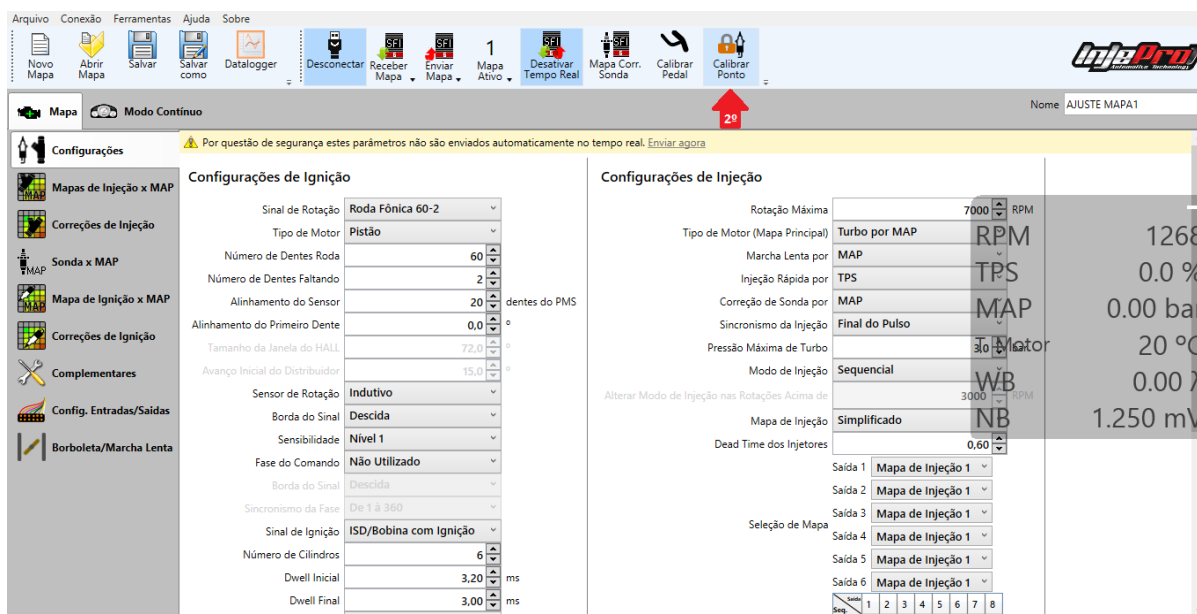 Arquivo Conexão Ferramentas Ajuda Sobre
Novo Mapa
Abrir Mapa
Salvar
Salvar como
Datalogger
Desconectar
SFI Receber Mapa
SFI Enviar Mapa
1 Mapa Ativo
SFI Desativar Tempo Real
SFI Mapa Corr. Sonda
Calibrar Pedal
Calibrar Ponto
InjePro
Automotive Technology
2º
Mapa
Modo Contínuo
Nome AJUSTE MAPA1
Configurações
Mapas de Injeção x MAP
Correções de Injeção
Sonda x MAP
Mapa de Ignição x MAP
Correções de Ignição
Complementares
Config. Entradas/Saidas
Borboleta/Marcha Lenta
Por questão de segurança estes parâmetros não são enviados automaticamente no tempo real. Enviar agora
Configurações de Ignição
Sinal de Rotação Roda Fônica 60-2
Tipo de Motor Pistão
Número de Dentes Roda 60
Número de Dentes Faltando 2
Alinhamento do Sensor 20 dentes do PMS
Alinhamento do Primeiro Dente 0,0 º
Tamanho da Janela do HALL 72,0 º
Avanço Inicial do Distribuidor 15,0 º
Sensor de Rotação Indutivo
Borda do Sinal Descida
Sensibilidade Nível 1
Fase do Comando Não Utilizado
Borda do Sinal Descida
Sincronismo da Fase De 1 à 360
Sinal de Ignição ISD/Bobina com Ignição
Número de Cilindros 6
Dwell Inicial 3,20 ms
Dwell Final 3,00 ms
Configurações de Injeção
Rotação Máxima 7000 RPM
Tipo de Motor (Mapa Principal) Turbo por MAP
Marcha Lenta por MAP
Injeção Rápida por TPS
Correção de Sonda por MAP
Sincronismo da Injeção Final do Pulso
Pressão Máxima de Turbo 3,0 bar
Modo de Injeção Sequencial
Alterar Modo de Injeção nas Rotações Acima de 3000 RPM
Mapa de Injeção Simplificado
Dead Time dos Injetores 0,60
Seleção de Mapa
Saída 1 Mapa de Injeção 1
Saída 2 Mapa de Injeção 1
Saída 3 Mapa de Injeção 1
Saída 4 Mapa de Injeção 1
Saída 5 Mapa de Injeção 1
Saída 6 Mapa de Injeção 1
Saída Seq. 1 2 3 4 5 6 7 8
RPM 1268
TPS 0.0 %
MAP 0.00 bar
T. Motor 20 ºC
WB 0.00 λ
NB 1.250 mV